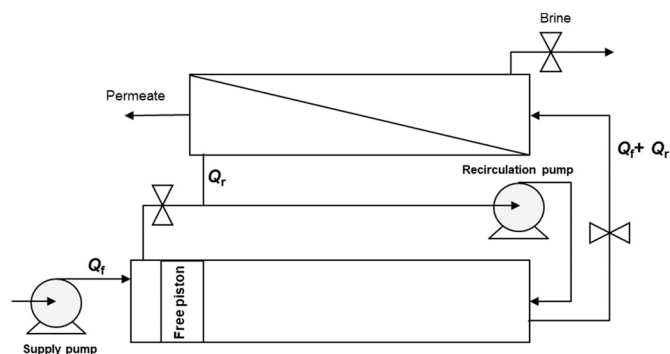 Brine
Permeate
Qf+ Qr
Qr
Recirculation pump
Qf
Free piston
Supply pump